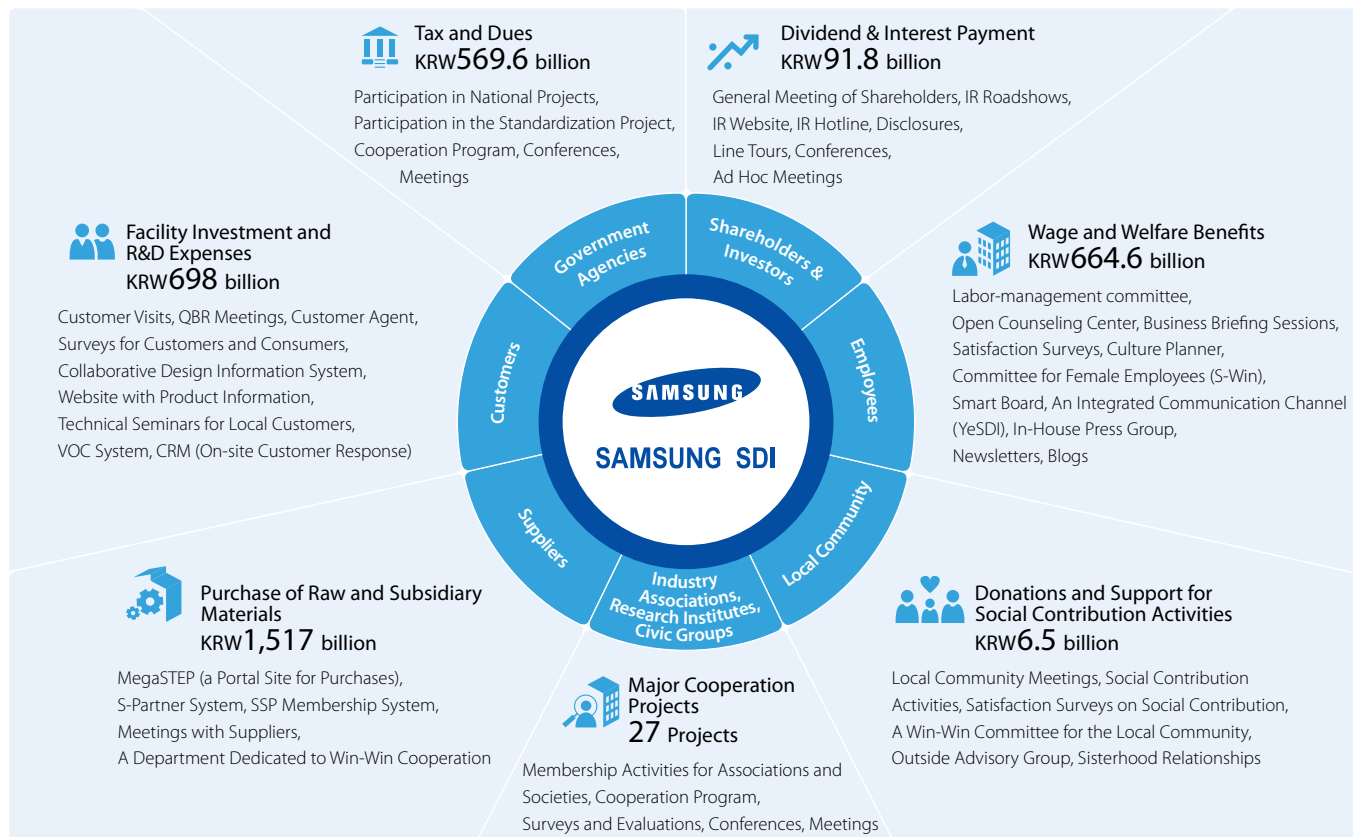 Tax and Dues
KRW569.6 billion
Participation in National Projects,
Participation in the Standardization Project,
Cooperation Program, Conferences,
Meetings
Dividend & Interest Payment
KRW91.8 billion
General Meeting of Shareholders, IR Roadshows,
IR Website, IR Hotline, Disclosures,
Line Tours, Conferences,
Ad Hoc Meetings
Facility Investment and
R&D Expenses
KRW698 billion
Customer Visits, QBR Meetings, Customer Agent,
Surveys for Customers and Consumers,
Collaborative Design Information System,
Website with Product Information,
Technical Seminars for Local Customers,
VOC System, CRM (On-site Customer Response)
Government
Agencies
Shareholders &
Investors
Customers
Employees
SAMSUNG
SAMSUNG SDI
Suppliers
Local Community
Industry
Associations,
Research Institutes,
Civic Groups
Wage and Welfare Benefits
KRW664.6 billion
Labor-management committee,
Open Counseling Center, Business Briefing Sessions,
Satisfaction Surveys, Culture Planner,
Committee for Female Employees (S-Win),
Smart Board, An Integrated Communication Channel
(YeSDI), In-House Press Group,
Newsletters, Blogs
Purchase of Raw and Subsidiary
Materials
KRW1,517 billion
MegaSTEP (a Portal Site for Purchases),
S-Partner System, SSP Membership System,
Meetings with Suppliers,
A Department Dedicated to Win-Win Cooperation
Major Cooperation
Projects
27 Projects
Membership Activities for Associations and
Societies, Cooperation Program,
Surveys and Evaluations, Conferences, Meetings
Donations and Support for
Social Contribution Activities
KRW6.5 billion
Local Community Meetings, Social Contribution
Activities, Satisfaction Surveys on Social Contribution,
A Win-Win Committee for the Local Community,
Outside Advisory Group, Sisterhood Relationships